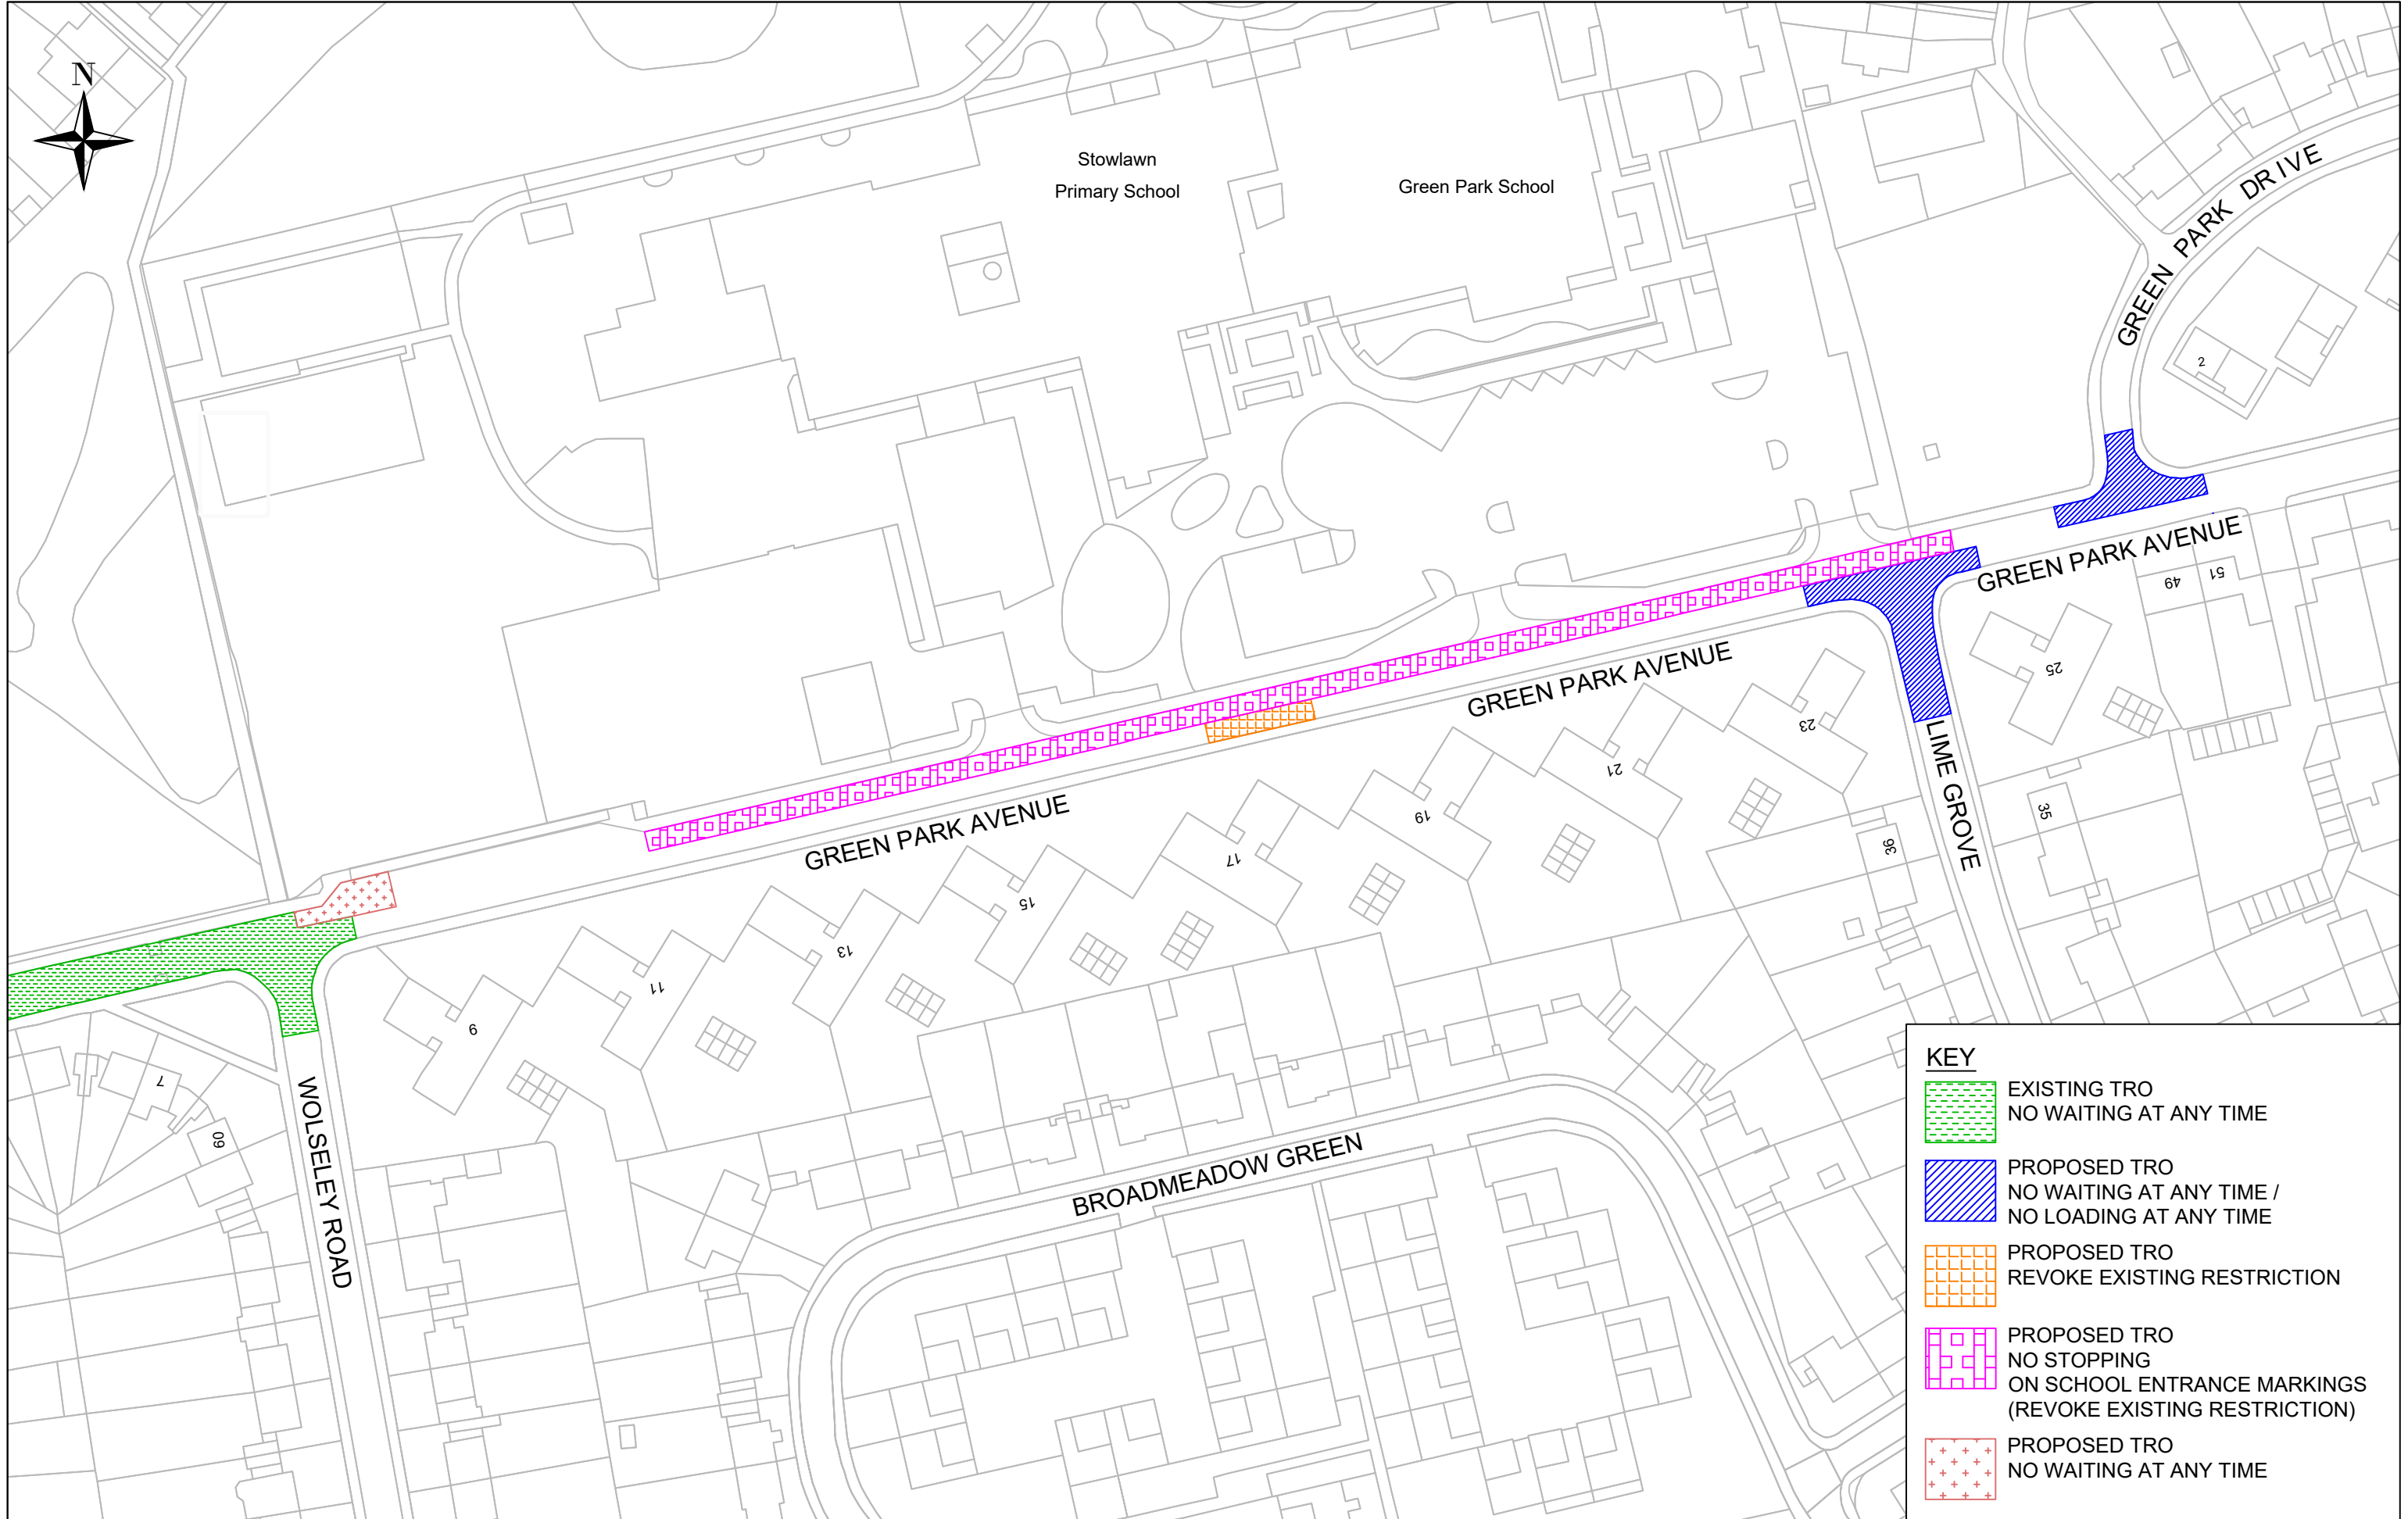 N
Stowlawn
Primary School
Green Park School
GREEN PARK DRIVE
2
GREEN PARK AVENUE
49
51
25
GREEN PARK AVENUE
23
21
19
17
15
13
11
9
GREEN PARK AVENUE
LIME GROVE
35
36
7
60
WOLSELEY ROAD
BROADMEADOW GREEN
KEY
EXISTING TRO
NO WAITING AT ANY TIME
PROPOSED TRO
NO WAITING AT ANY TIME /
NO LOADING AT ANY TIME
PROPOSED TRO
REVOKE EXISTING RESTRICTION
PROPOSED TRO
NO STOPPING
ON SCHOOL ENTRANCE MARKINGS
(REVOKE EXISTING RESTRICTION)
PROPOSED TRO
NO WAITING AT ANY TIME